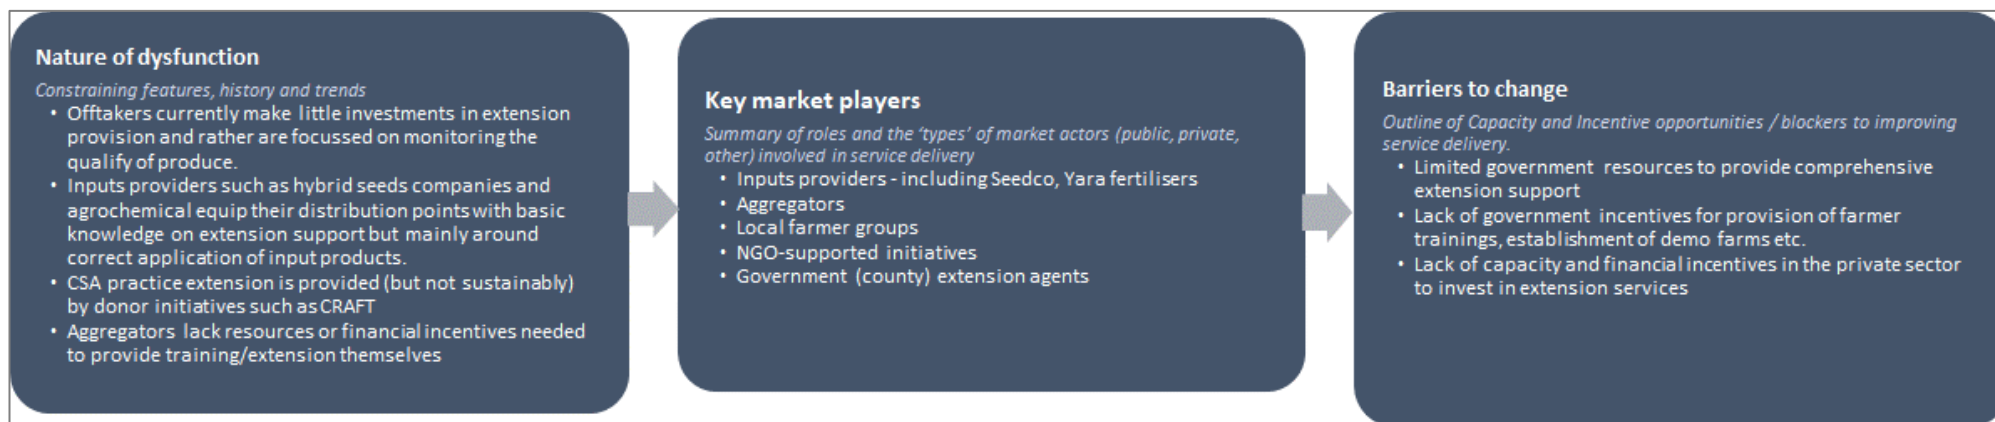 Nature of dysfunction
Constraining features, history and trends
• Offtakers currently make little investments in extension
provision and rather are focussed on monitoring the
qualify of produce.
• Inputs providers such as hybrid seeds companies and
agrochemical equip their distribution points with basic
knowledge on extension support but mainly around
correct application of input products.
• CSA practice extension is provided (but not sustainably)
by donor initiatives such as CRAFT
• Aggregators lack resources or financial incentives needed
to provide training/extension themselves
Key market players
Summary of roles and the ‘types’ of market actors (public, private,
other) involved in service delivery
• Inputs providers - including Seedco, Yara fertilisers
• Aggregators
• Local farmer groups
• NGO-supported initiatives
• Government (county) extension agents
Barriers to change
Outline of Capacity and Incentive opportunities / blockers to improving
service delivery.
• Limited government resources to provide comprehensive
extension support
• Lack of government incentives for provision of farmer
trainings, establishment of demo farms etc.
• Lack of capacity and financial incentives in the private sector
to invest in extension services